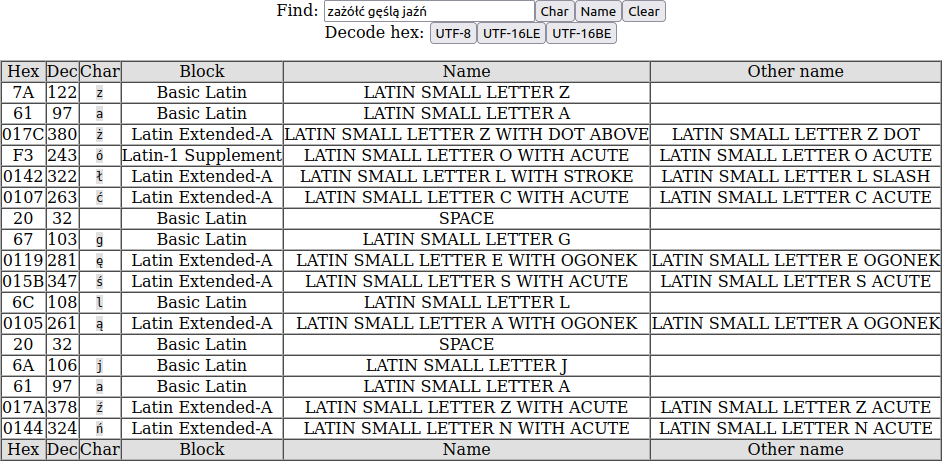 Find: zażółć gęślą jaźń Char Name Clear
Decode hex: UTF-8 UTF-16LE UTF-16BE
Hex Dec Char Block Name Other name
7A 122 z Basic Latin LATIN SMALL LETTER Z
61 97 a Basic Latin LATIN SMALL LETTER A
017C 380 ż Latin Extended-A LATIN SMALL LETTER Z WITH DOT ABOVE LATIN SMALL LETTER Z DOT
F3 243 ó Latin-1 Supplement LATIN SMALL LETTER O WITH ACUTE LATIN SMALL LETTER O ACUTE
0142 322 ł Latin Extended-A LATIN SMALL LETTER L WITH STROKE LATIN SMALL LETTER L SLASH
0107 263 ć Latin Extended-A LATIN SMALL LETTER C WITH ACUTE LATIN SMALL LETTER C ACUTE
20 32 Basic Latin SPACE
67 103 g Basic Latin LATIN SMALL LETTER G
0119 281 ę Latin Extended-A LATIN SMALL LETTER E WITH OGONEK LATIN SMALL LETTER E OGONEK
015B 347 ś Latin Extended-A LATIN SMALL LETTER S WITH ACUTE LATIN SMALL LETTER S ACUTE
6C 108 l Basic Latin LATIN SMALL LETTER L
0105 261 ą Latin Extended-A LATIN SMALL LETTER A WITH OGONEK LATIN SMALL LETTER A OGONEK
20 32 Basic Latin SPACE
6A 106 j Basic Latin LATIN SMALL LETTER J
61 97 a Basic Latin LATIN SMALL LETTER A
017A 378 ź Latin Extended-A LATIN SMALL LETTER Z WITH ACUTE LATIN SMALL LETTER Z ACUTE
0144 324 ń Latin Extended-A LATIN SMALL LETTER N WITH ACUTE LATIN SMALL LETTER N ACUTE
Hex Dec Char Block Name Other name